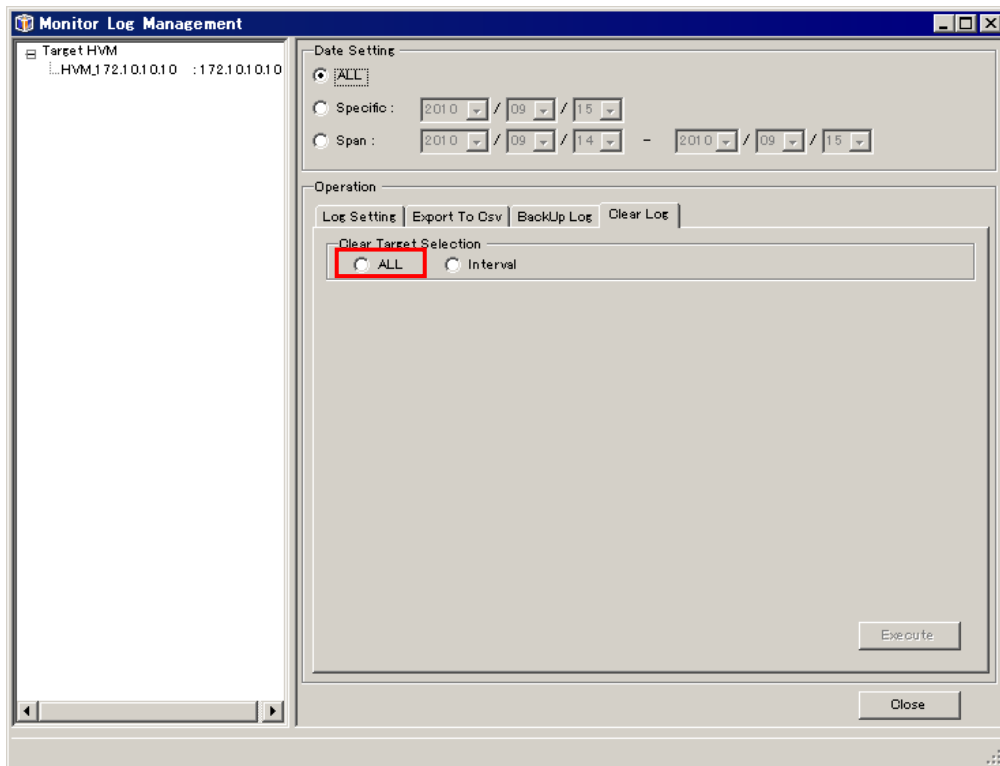 Monitor Log Management
Target HVM
HVM_172.10.10.10 :172.10.10.10
Date Setting
ALL
Specific : 2010 / 09 / 15
Span : 2010 / 09 / 14 - 2010 / 09 / 15
Operation
Log Setting Export To Csv BackUp Log Clear Log
Clear Target Selection
ALL Interval
Execute
Close